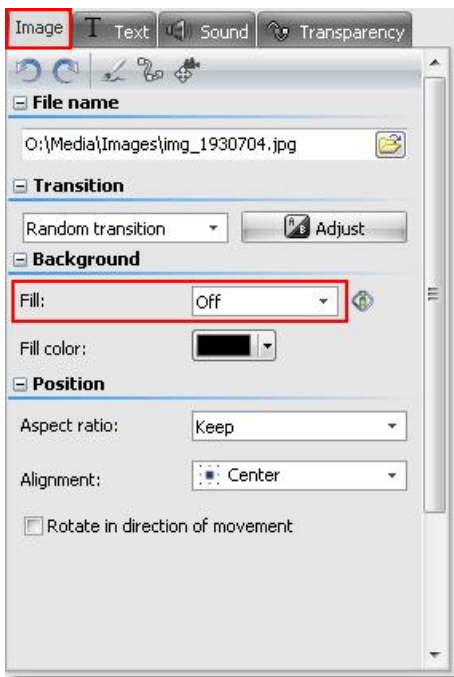 Image T Text Sound Transparency
File name
O:\Media\Images\img_1930704.jpg
Transition
Random transition Adjust
Background
Fill: Off
Fill color:
Position
Aspect ratio: Keep
Alignment: Center
Rotate in direction of movement